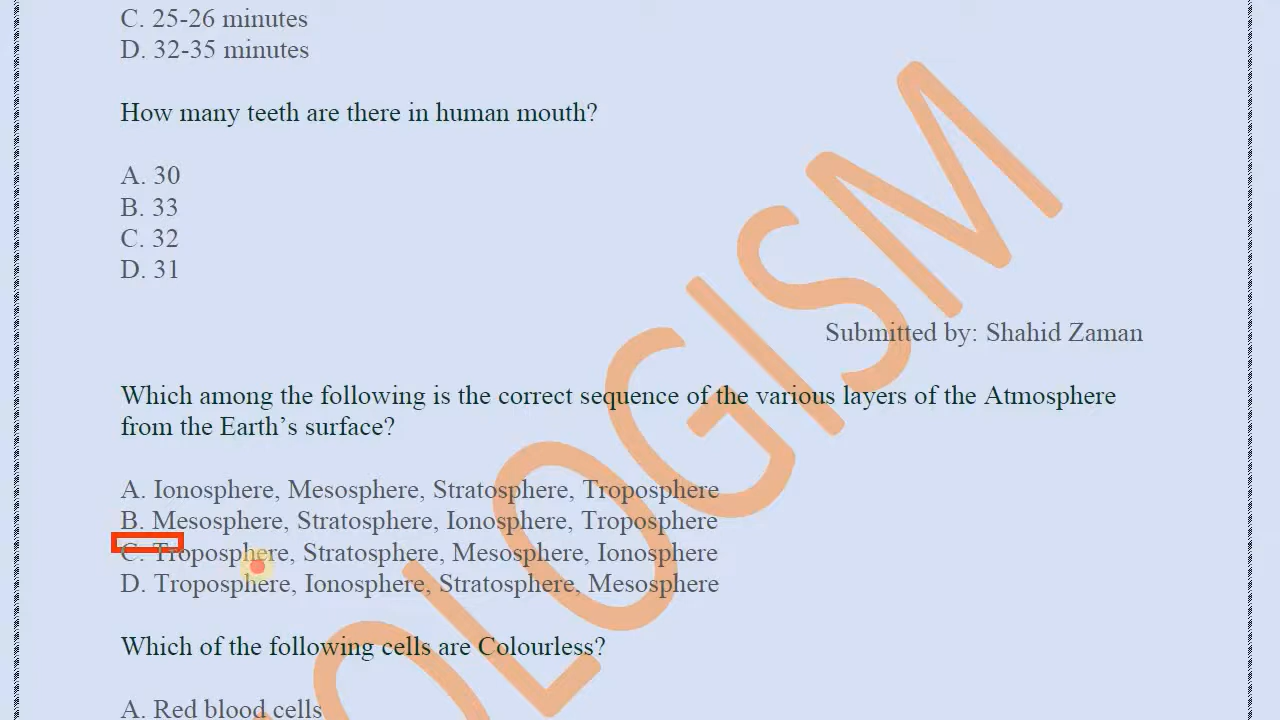 C. 25-26 minutes
D. 32-35 minutes
How many teeth are there in human mouth?
A. 30
B. 33
C. 32
D. 31
Submitted by: Shahid Zaman
Which among the following is the correct sequence of the various layers of the Atmosphere
from the Earth’s surface?
A. Ionosphere, Mesosphere, Stratosphere, Troposphere
B. Mesosphere, Stratosphere, Ionosphere, Troposphere
C. Troposphere, Stratosphere, Mesosphere, Ionosphere
D. Troposphere, Ionosphere, Stratosphere, Mesosphere
Which of the following cells are Colourless?
A. Red blood cells
OLOGISM